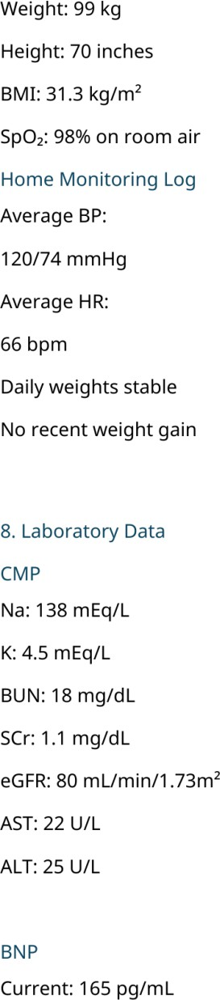 Weight: 99 kg
Height: 70 inches
BMI: 31.3 kg/m²
SpO₂: 98% on room air
Home Monitoring Log
Average BP:
120/74 mmHg
Average HR:
66 bpm
Daily weights stable
No recent weight gain
8. Laboratory Data
CMP
Na: 138 mEq/L
K: 4.5 mEq/L
BUN: 18 mg/dL
SCr: 1.1 mg/dL
eGFR: 80 mL/min/1.73m²
AST: 22 U/L
ALT: 25 U/L
BNP
Current: 165 pg/mL